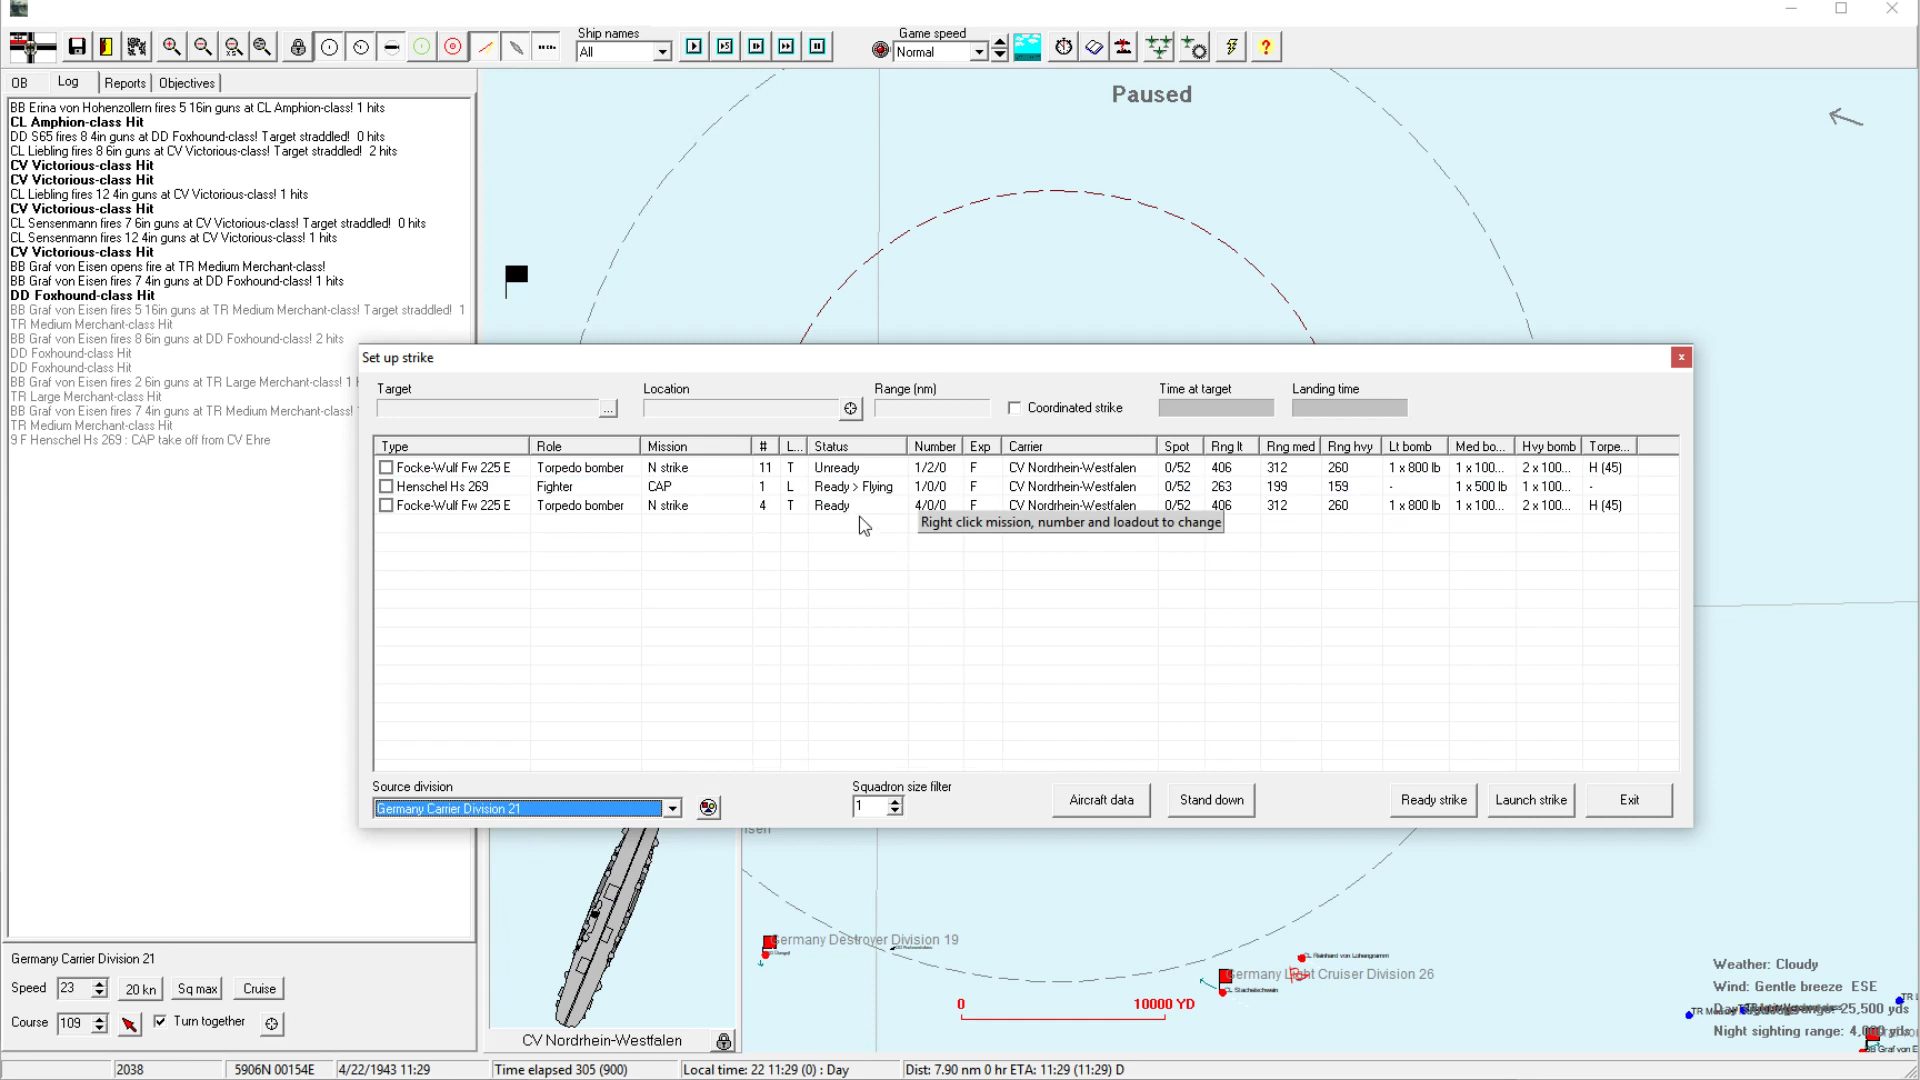 Ship names
All
Game speed
Normal
OB
Log
Reports
Objectives
BB Erina von Hohenzollern fires 5 16in guns at CL Amphion-class! 1 hits
CL Amphion-class Hit
DD S65 fires 8 4in guns at DD Foxhound-class! Target straddled! 0 hits
CL Liebling fires 8 6in guns at CV Victorious-class! Target straddled! 2 hits
CV Victorious-class Hit
CV Victorious-class Hit
CL Liebling fires 12 4in guns at CV Victorious-class! 1 hits
CV Victorious-class Hit
CL Sensenmann fires 7 6in guns at CV Victorious-class! Target straddled! 0 hits
CL Sensenmann fires 12 4in guns at CV Victorious-class! 1 hits
CV Victorious-class Hit
BB Graf von Eisen opens fire at TR Medium Merchant-class!
BB Graf von Eisen fires 7 4in guns at DD Foxhound-class! 1 hits
DD Foxhound-class Hit
BB Graf von Eisen fires 5 16in guns at TR Medium Merchant-class! Target straddled! 1
TR Medium Merchant-class Hit
BB Graf von Eisen fires 8 6in guns at DD Foxhound-class! 2 hits
DD Foxhound-class Hit
DD Foxhound-class Hit
BB Graf von Eisen fires 2 6in guns at TR Large Merchant-class! 1
TR Large Merchant-class Hit
BB Graf von Eisen fires 7 4in guns at TR Medium Merchant-class!
TR Medium Merchant-class Hit
9 F Henschel Hs 269 : CAP take off from CV Ehre
Paused
Set up strike
Target
Location
Range (nm)
Coordinated strike
Time at target
Landing time
...
Type Role Mission # L... Status Number Exp Carrier Spot Rng lt Rng med Rng hvy Lt bomb Med bo... Hvy bomb Torpe...
Focke-Wulf Fw 225 E Torpedo bomber N strike 11 T Unready 1/2/0 F CV Nordrhein-Westfalen 0/52 406 312 260 1 x 800 lb 1 x 100... 2 x 100... H (45)
Henschel Hs 269 Fighter CAP 1 L Ready > Flying 1/0/0 F CV Nordrhein-Westfalen 0/52 263 199 159 - 1 x 500 lb 1 x 100... -
Focke-Wulf Fw 225 E Torpedo bomber N strike 4 T Ready 4/0/0 F CV Nordrhein-Westfalen 0/52 406 312 260 1 x 800 lb 1 x 100... 2 x 100... H (45)
Right click mission, number and loadout to change
Source division
Germany Carrier Division 21
Squadron size filter
1
Aircraft data
Stand down
Ready strike
Launch strike
Exit
Germany Destroyer Division 19
Germany Light Cruiser Division 26
CL Reinhard von Lohengramm
CL Stachelschwein
0 10000 YD
CV Nordrhein-Westfalen
Germany Carrier Division 21
Speed 23 20 kn Sq max Cruise
Course 109 Turn together
Weather: Cloudy
Wind: Gentle breeze ESE
25,500 yds
Night sighting range:
BB Graf von E
2038
5906N 00154E
4/22/1943 11:29
Time elapsed 305 (900)
Local time: 22 11:29 (0) : Day
Dist: 7.90 nm 0 hr ETA: 11:29 (11:29) D